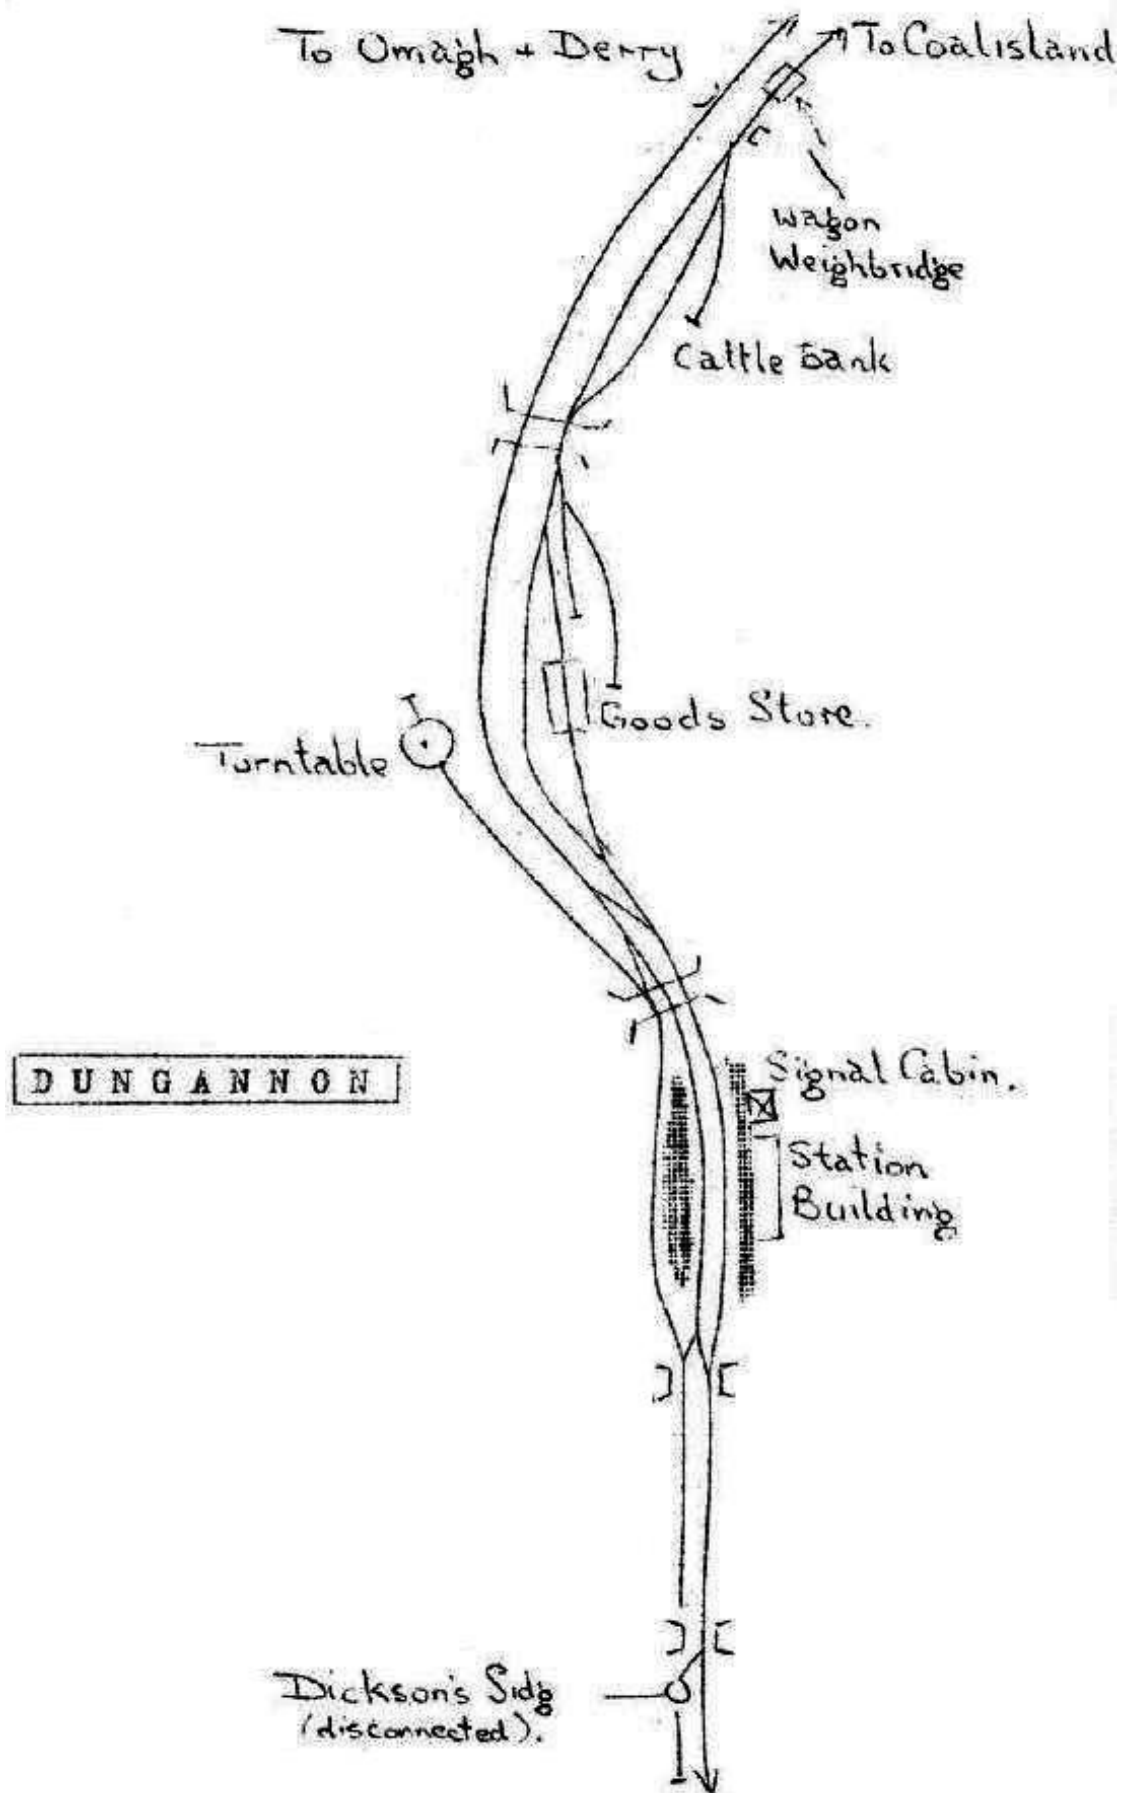 To Omagh + Derry
To Coalisland
Wagon
Weighbridge
Cattle Bank
Goods Store.
Turntable
DUNGANNON
Signal Cabin.
Station
Building
Dickson's Sidg
(disconnected).